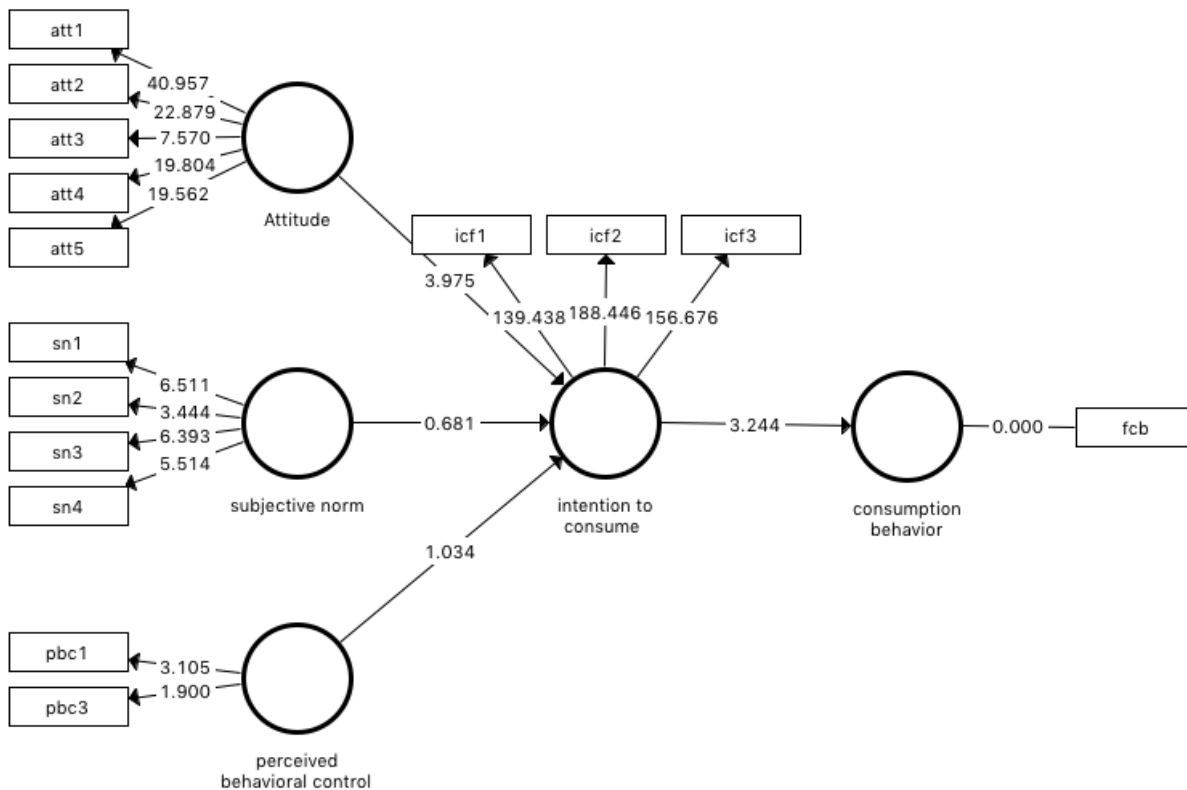 att1
40.957
att2
22.879
att3
7.570
19.804
att4
19.562
att5
Attitude
icf1
icf2
icf3
3.975
139.438
188.446
156.676
sn1
6.511
sn2
3.444
sn3
6.393
5.514
sn4
subjective norm
0.681
intention to
consume
3.244
consumption
behavior
0.000
fcb
1.034
pbc1
3.105
pbc3
1.900
perceived
behavioral control